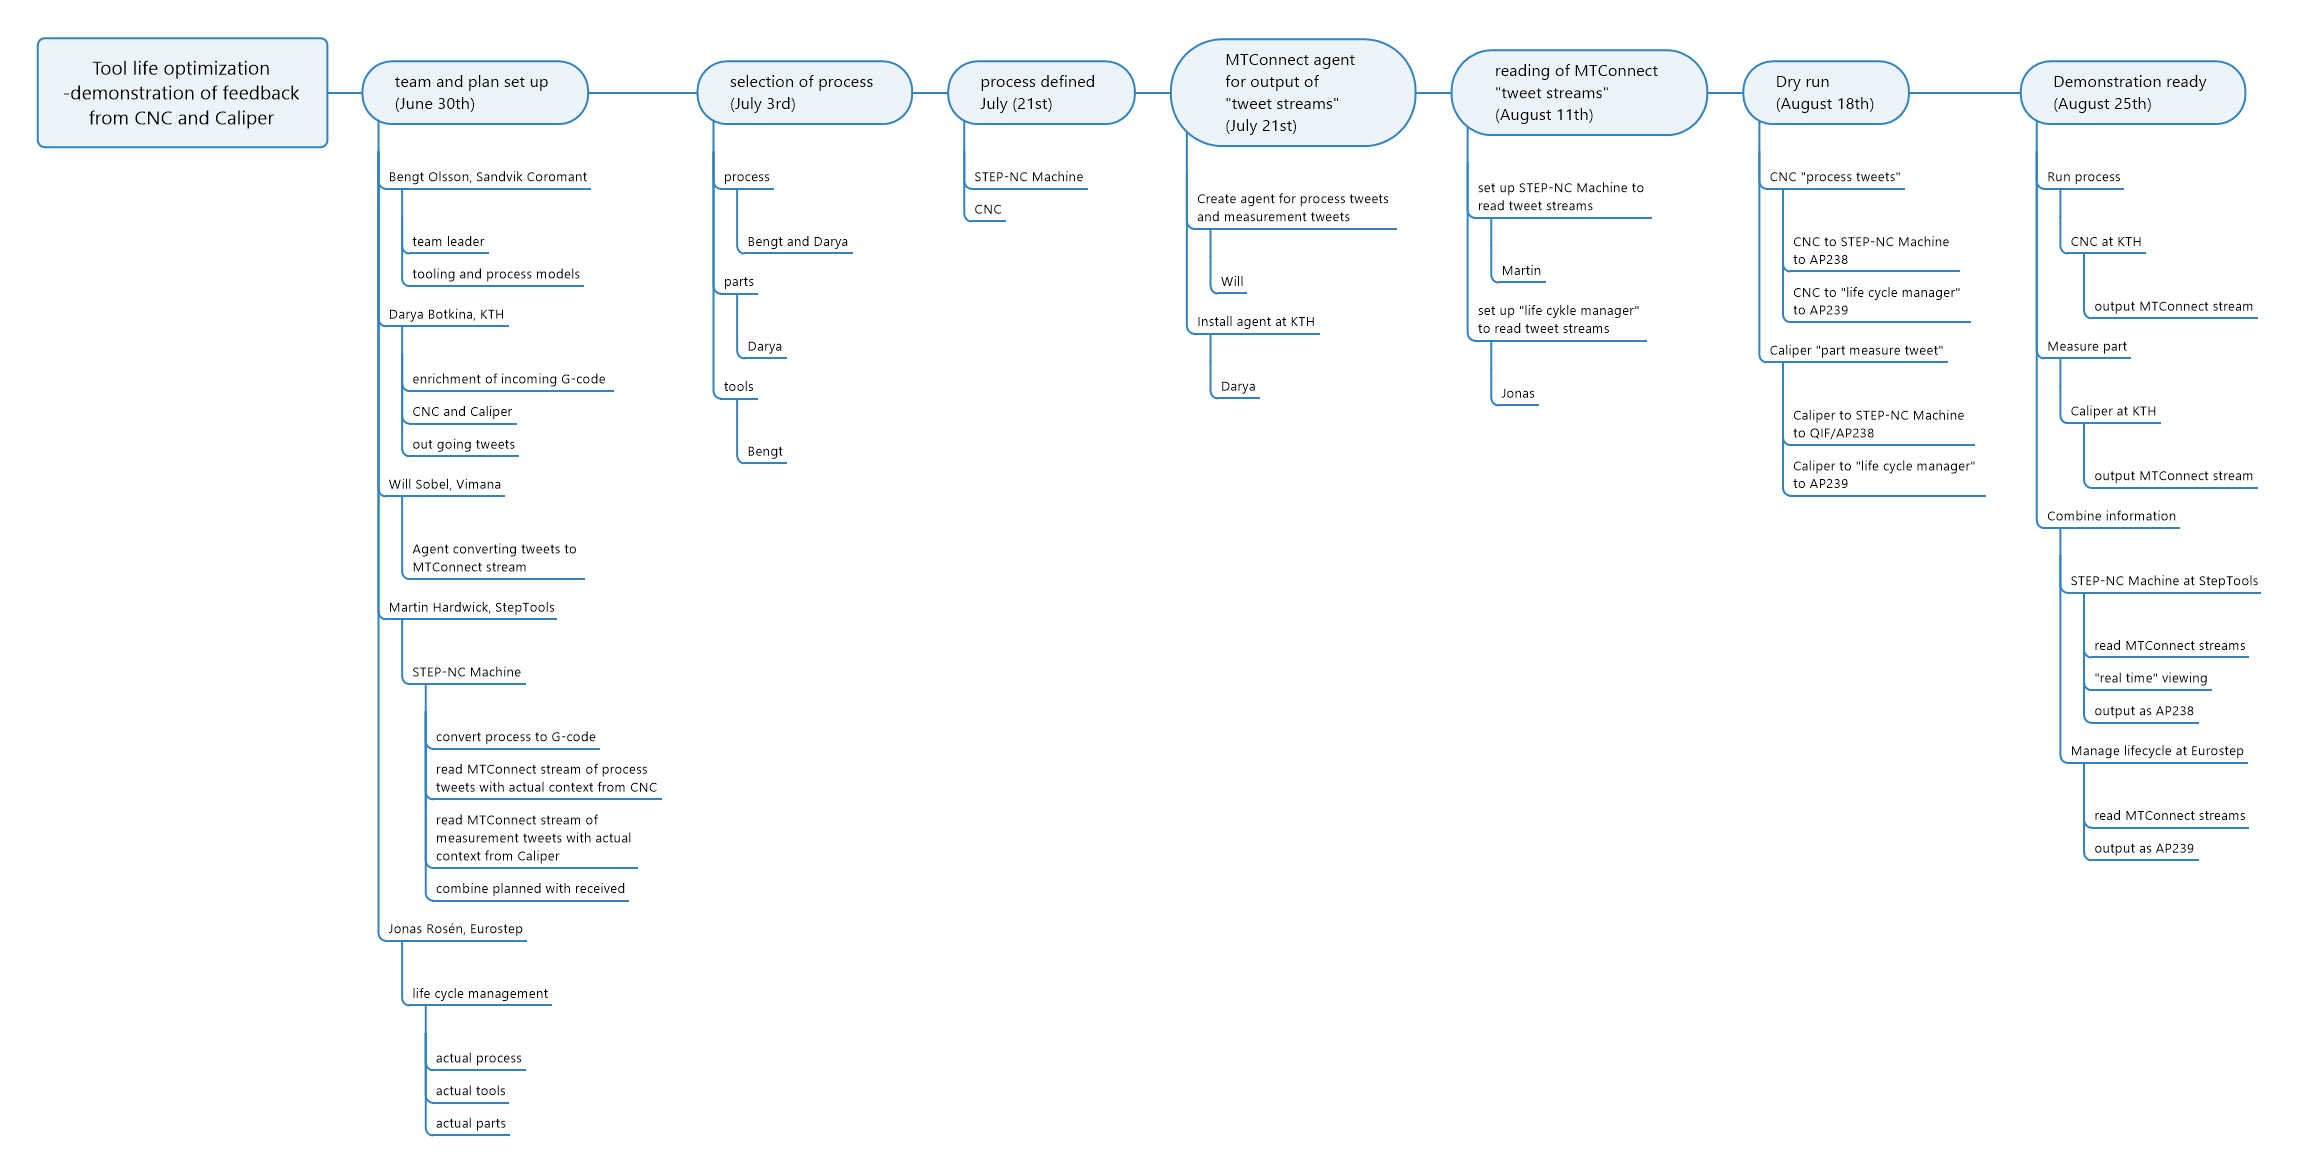 Tool life optimization
-demonstration of feedback
from CNC and Caliper
team and plan set up
(June 30th)
Bengt Olsson, Sandvik Coromant
team leader
tooling and process models
Darya Botkina, KTH
enrichment of incoming G-code
CNC and Caliper
out going tweets
Will Sobel, Vimana
Agent converting tweets to
MTConnect stream
Martin Hardwick, StepTools
STEP-NC Machine
convert process to G-code
read MTConnect stream of process
tweets with actual context from CNC
read MTConnect stream of
measurement tweets with actual
context from Caliper
combine planned with received
Jonas Rosén, Eurostep
life cycle management
actual process
actual tools
actual parts
selection of process
(July 3rd)
process
Bengt and Darya
parts
Darya
tools
Bengt
process defined
July (21st)
STEP-NC Machine
CNC
MTConnect agent
for output of
"tweet streams"
(July 21st)
Create agent for process tweets
and measurement tweets
Will
Install agent at KTH
Darya
reading of MTConnect
"tweet streams"
(August 11th)
set up STEP-NC Machine to
read tweet streams
Martin
set up "life cykle manager"
to read tweet streams
Jonas
Dry run
(August 18th)
CNC "process tweets"
CNC to STEP-NC Machine
to AP238
CNC to "life cycle manager"
to AP239
Caliper "part measure tweet"
Caliper to STEP-NC Machine
to QIF/AP238
Caliper to "life cycle manager"
to AP239
Demonstration ready
(August 25th)
Run process
CNC at KTH
output MTConnect stream
Measure part
Caliper at KTH
output MTConnect stream
Combine information
STEP-NC Machine at StepTools
read MTConnect streams
"real time" viewing
output as AP238
Manage lifecycle at Eurostep
read MTConnect streams
output as AP239